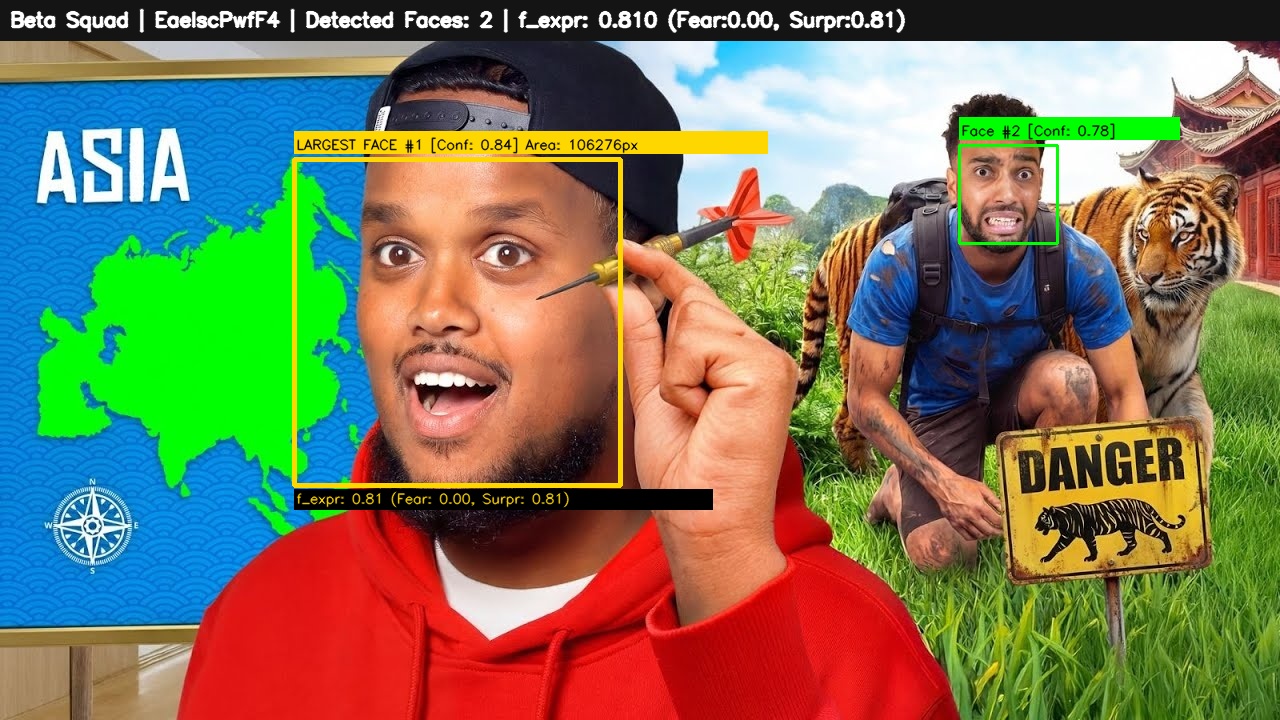 Beta Squad | EaeIscPwfF4 | Detected Faces: 2 | f_expr: 0.810 (Fear:0.00, Surpr:0.81)
ASIA
LARGEST FACE #1 [Conf: 0.84] Area: 106276px
Face #2 [Conf: 0.78]
N
W E
S
f_expr: 0.81 (Fear: 0.00, Surpr: 0.81)
DANGER